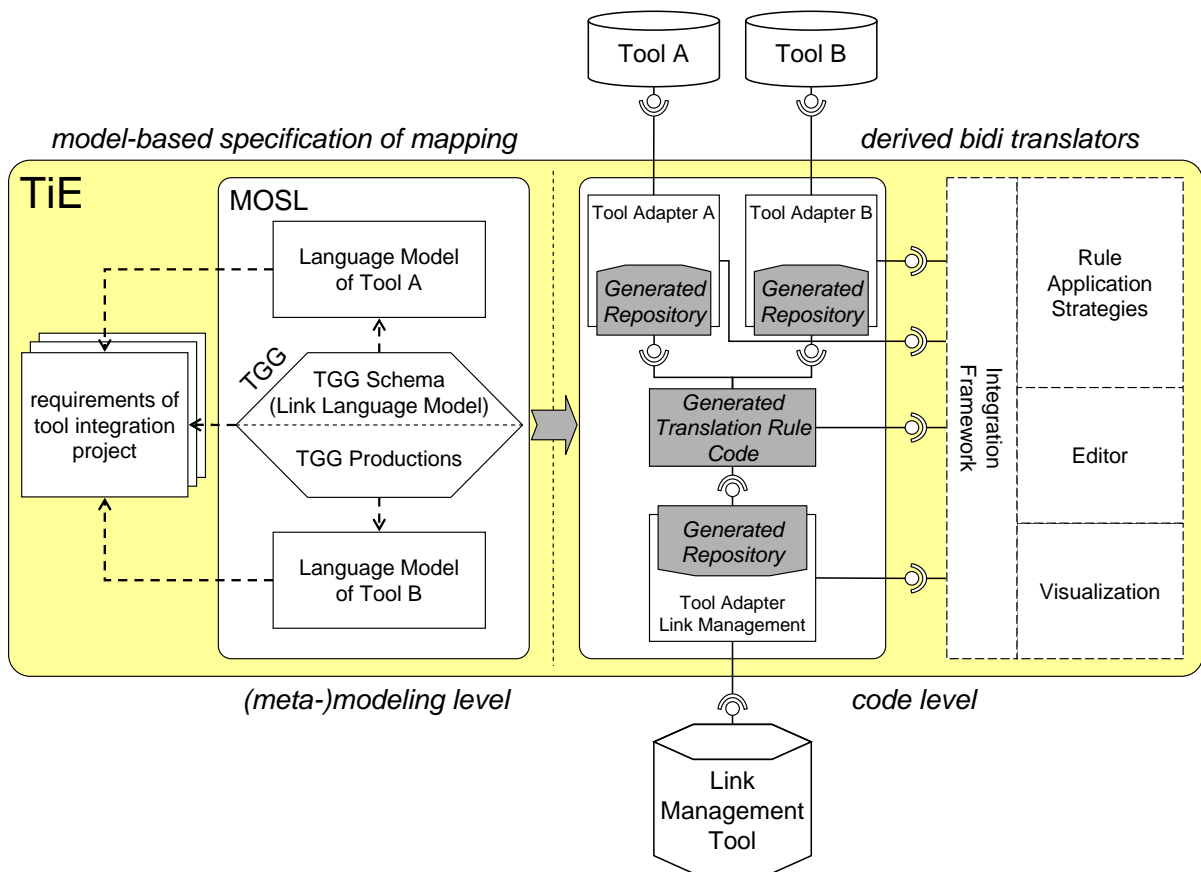 Tool A
Tool B
model-based specification of mapping
derived bidi translators
TiE
MOSL
Language Model
of Tool A
TGG
TGG Schema
(Link Language Model)
TGG Productions
requirements of
tool integration
project
Language Model
of Tool B
Tool Adapter A
Generated
Repository
Tool Adapter B
Generated
Repository
Generated
Translation Rule
Code
Generated
Repository
Tool Adapter
Link Management
Integration
Framework
Rule
Application
Strategies
Editor
Visualization
(meta-)modeling level
code level
Link
Management
Tool